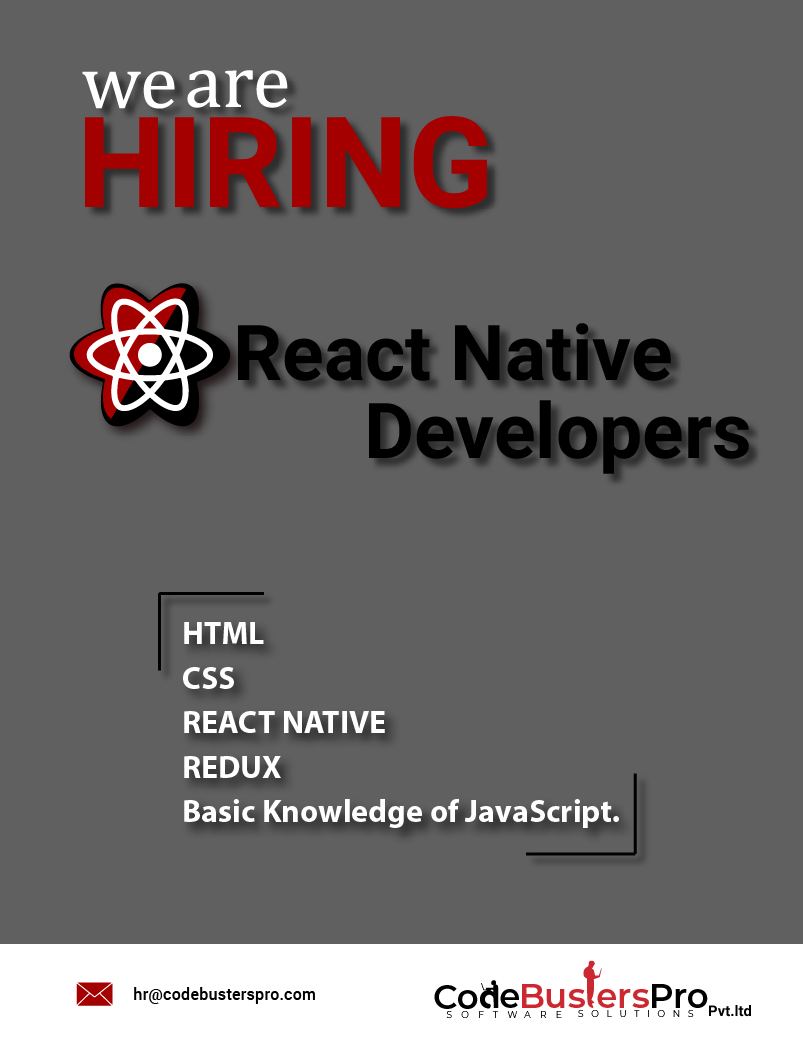 we are
HIRING
React Native
Developers
HTML
CSS
REACT NATIVE
REDUX
Basic Knowledge of JavaScript.
hr@codebusterspro.com
CodeBustersPro
SOFTWARE SOLUTIONS Pvt.ltd